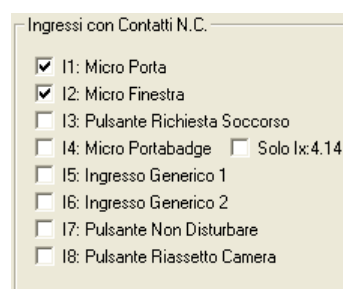 Ingressi con Contatti N.C.
I1: Micro Porta
I2: Micro Finestra
I3: Pulsante Richiesta Soccorso
I4: Micro Portabadge Solo Ix:4.14
I5: Ingresso Generico 1
I6: Ingresso Generico 2
I7: Pulsante Non Disturbare
I8: Pulsante Riassetto Camera